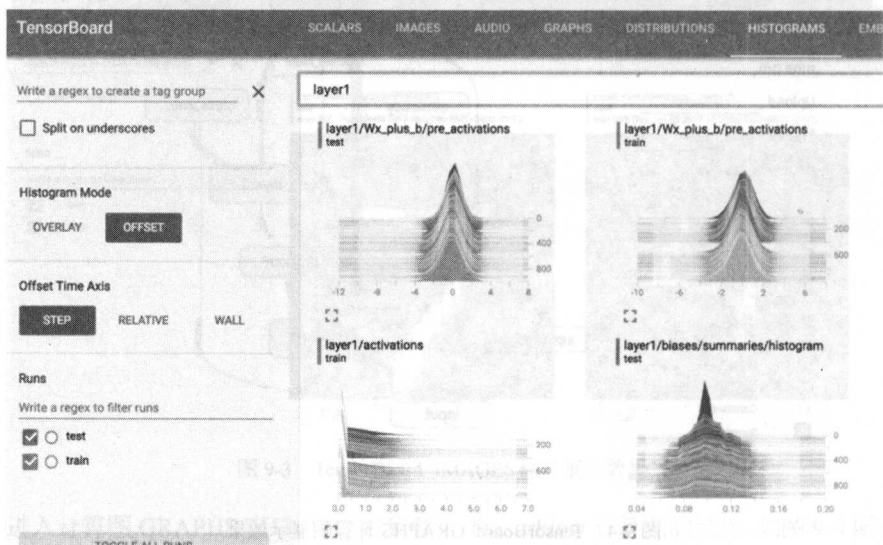 TensorBoard
SCALARS IMAGES AUDIO GRAPHS DISTRIBUTIONS HISTOGRAMS EMB
Write a regex to create a tag group
layer1
Split on underscores
layer1/Wx_plus_b/pre_activations
test
layer1/Wx_plus_b/pre_activations
train
Histogram Mode
OVERLAY OFFSET
0
400
800
-12 -8 -4 0 4 8
200
500
-10 -6 -2 2 6
Offset Time Axis
STEP RELATIVE WALL
layer1/activations
train
layer1/biases/summaries/histogram
test
Runs
Write a regex to filter runs
test
train
200
600
0.0 1.0 2.0 3.0 4.0 5.0 6.0 7.0
0
400
800
0.04 0.08 0.12 0.16 0.20
TOGGLE ALL RUNS